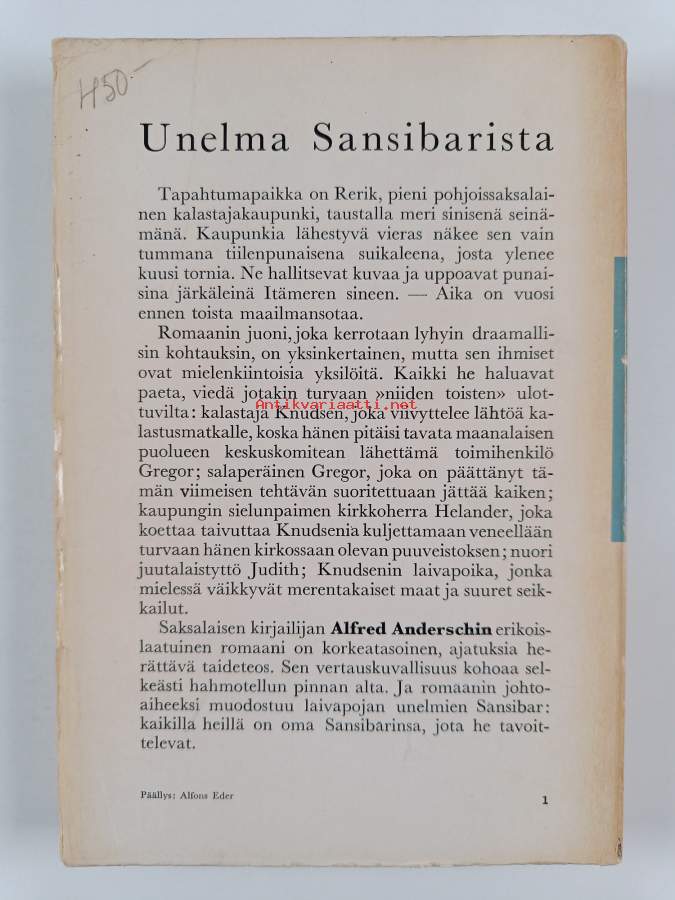 450-
Unelma Sansibarista
Tapahtumapaikka on Rerik, pieni pohjoissaksalai-
nen kalastajakaupunki, taustalla meri sinisenä seinä-
mänä. Kaupunkia lähestyvä vieras näkee sen vain
tummana tiilenpunaisena suikaleena, josta ylenee
kuusi tornia. Ne hallitsevat kuvaa ja uppoavat punai-
sina järkäleinä Itämeren sineen. — Aika on vuosi
ennen toista maailmansotaa.
Romaanin juoni, joka kerrotaan lyhyin draamalli-
sin kohtauksin, on yksinkertainen, mutta sen ihmiset
ovat mielenkiintoisia yksilöitä. Kaikki he haluavat
paeta, viedä jotakin turvaan »niiden toisten» ulot-
tuvilta: kalastaja Knudsen, joka viivyttelee lähtöä ka-
Antikvariaatti.net
lastusmatkalle, koska hänen pitäisi tavata maanalaisen
puolueen keskuskomitean lähettämä toimihenkilö
Gregor; salaperäinen Gregor, joka on päättänyt tä-
män viimeisen tehtävän suoritettuaan jättää kaiken;
kaupungin sielunpaimen kirkkoherra Helander, joka
koettaa taivuttaa Knudsenia kuljettamaan veneellään
turvaan hänen kirkossaan olevan puuveistoksen; nuori
juutalaistyttö Judith; Knudsenin laivapoika, jonka
mielessä väikkyvät merentakaiset maat ja suuret seik-
kailut.
Saksalaisen kirjailijan Alfred Anderschin erikois-
laatuinen romaani on korkeatasoinen, ajatuksia he-
rättävä taideteos. Sen vertauskuvallisuus kohoaa sel-
keästi hahmotellun pinnan alta. Ja romaanin johto-
aiheeksi muodostuu laivapojan unelmien Sansibar:
kaikilla heillä on oma Sansibarinsa, jota he tavoit-
televat.
Päällys: Alfons Eder
1